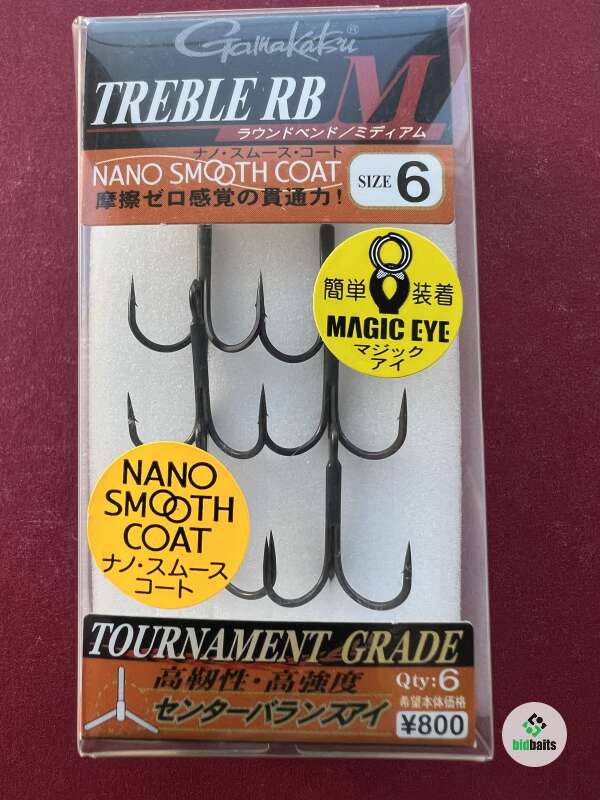 Gamakatsu®
TREBLE RB M
ラウンドベンド／ミディアム
ナノ・スムース・コート
NANO SMOOTH COAT
摩擦ゼロ感覚の貫通力!
SIZE 6
簡単 装着
MAGIC EYE
マジック
アイ
NANO
SMOOTH
COAT
ナノ・スムース
コート
TOURNAMENT GRADE
高靭性・高強度
センターバランスアイ
Qty:6
希望本体価格
¥800
bidbaits